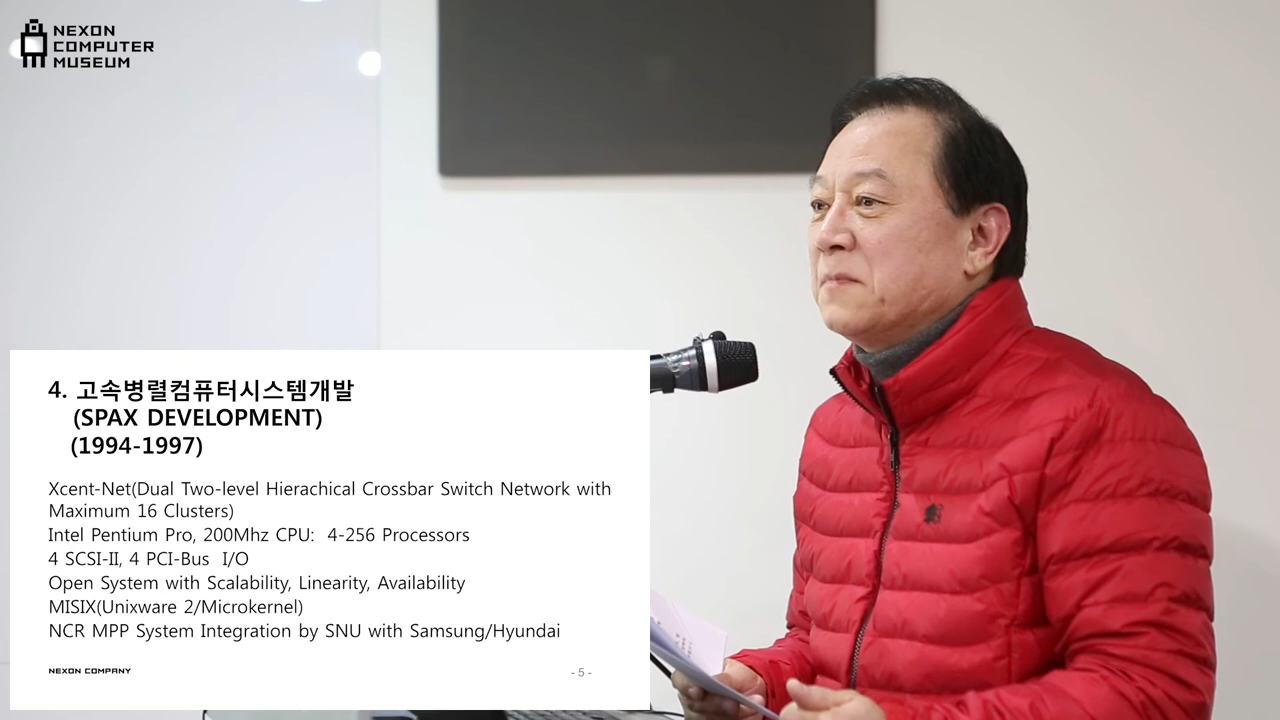 NEXON
COMPUTER
MUSEUM
4. 고속병렬컴퓨터시스템개발
(SPAX DEVELOPMENT)
(1994-1997)
Xcent-Net(Dual Two-level Hierachical Crossbar Switch Network with
Maximum 16 Clusters)
Intel Pentium Pro, 200Mhz CPU: 4-256 Processors
4 SCSI-II, 4 PCI-Bus I/O
Open System with Scalability, Linearity, Availability
MISIX(Unixware 2/Microkernel)
NCR MPP System Integration by SNU with Samsung/Hyundai
NEXON COMPANY
- 5 -